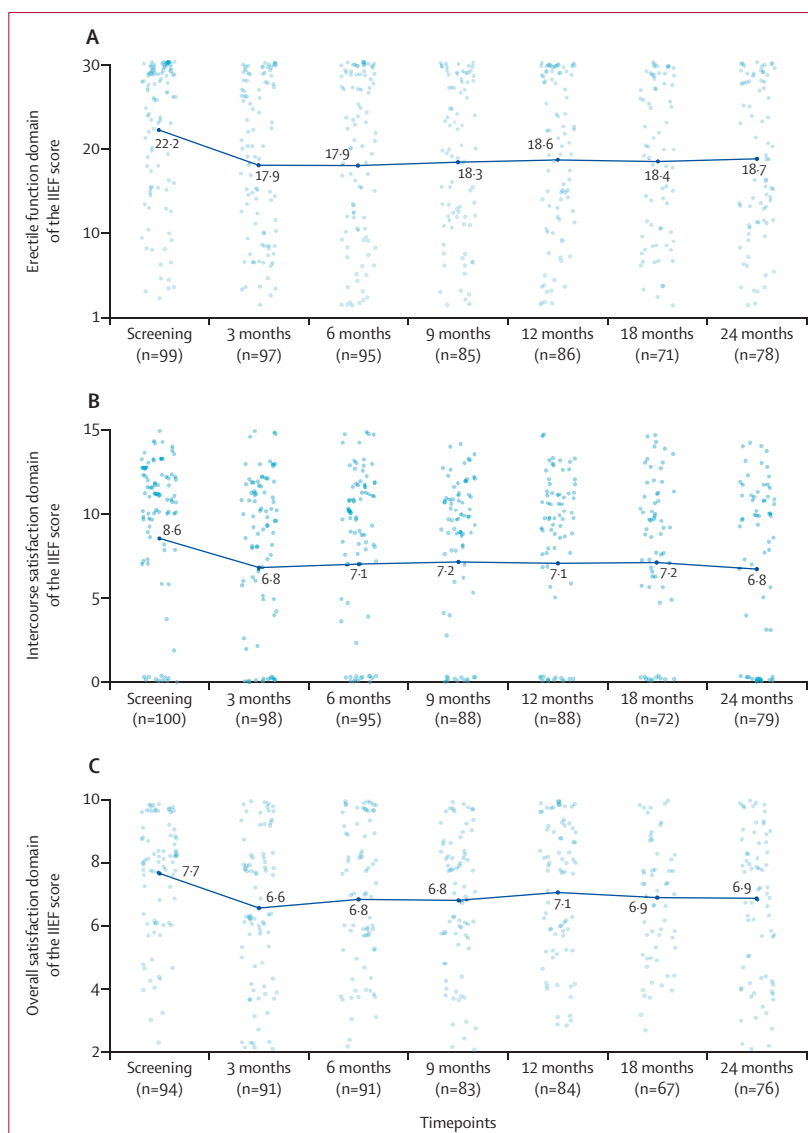 A
Erectile function domain
of the IIEF score
30
20
10
1
22·2
17·9
17·9
18·3
18·6
18·4
18·7
Screening
(n=99)
3 months
(n=97)
6 months
(n=95)
9 months
(n=85)
12 months
(n=86)
18 months
(n=71)
24 months
(n=78)
B
Intercourse satisfaction domain
of the IIEF score
15
10
5
0
8·6
6·8
7·1
7·2
7·1
7·2
6·8
Screening
(n=100)
3 months
(n=98)
6 months
(n=95)
9 months
(n=88)
12 months
(n=88)
18 months
(n=72)
24 months
(n=79)
C
Overall satisfaction domain
of the IIEF score
10
8
6
4
2
7·7
6·6
6·8
6·8
7·1
6·9
6·9
Screening
(n=94)
3 months
(n=91)
6 months
(n=91)
9 months
(n=83)
12 months
(n=84)
18 months
(n=67)
24 months
(n=76)
Timepoints